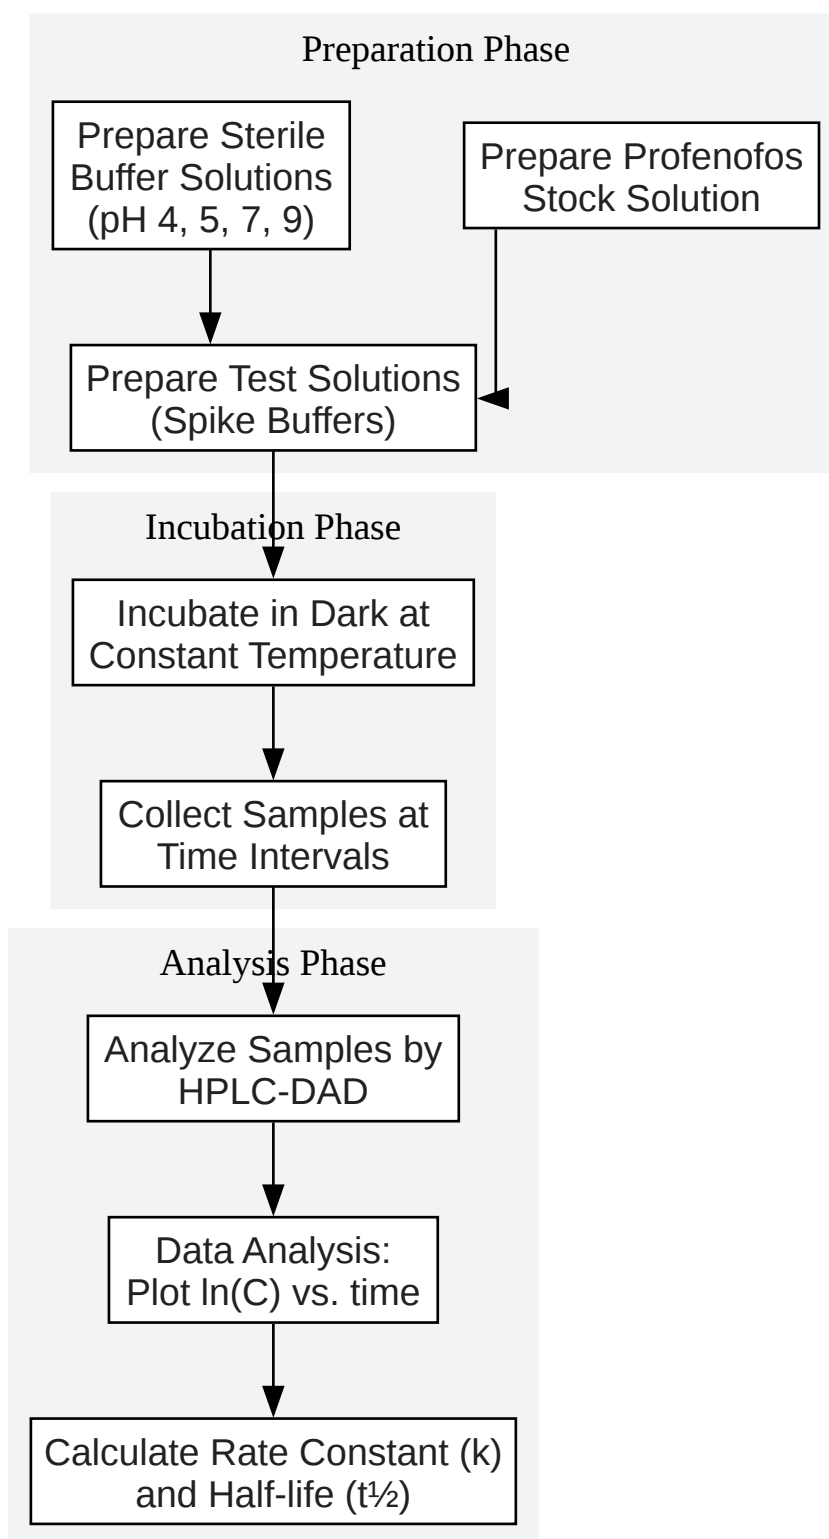 Preparation Phase
Prepare Sterile
Buffer Solutions
(pH 4, 5, 7, 9)
Prepare Profenofos
Stock Solution
Prepare Test Solutions
(Spike Buffers)
Incubation Phase
Incubate in Dark at
Constant Temperature
Collect Samples at
Time Intervals
Analysis Phase
Analyze Samples by
HPLC-DAD
Data Analysis:
Plot ln(C) vs. time
Calculate Rate Constant (k)
and Half-life (t½)